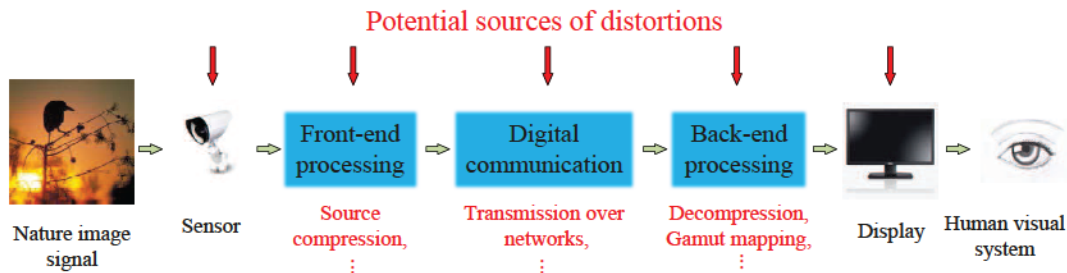 Potential sources of distortions
Front-end
processing
Digital
communication
Back-end
processing
Nature image
signal
Sensor
Source
compression,
⋮
Transmission over
networks,
⋮
Decompression,
Gamut mapping,
⋮
Display
Human visual
system